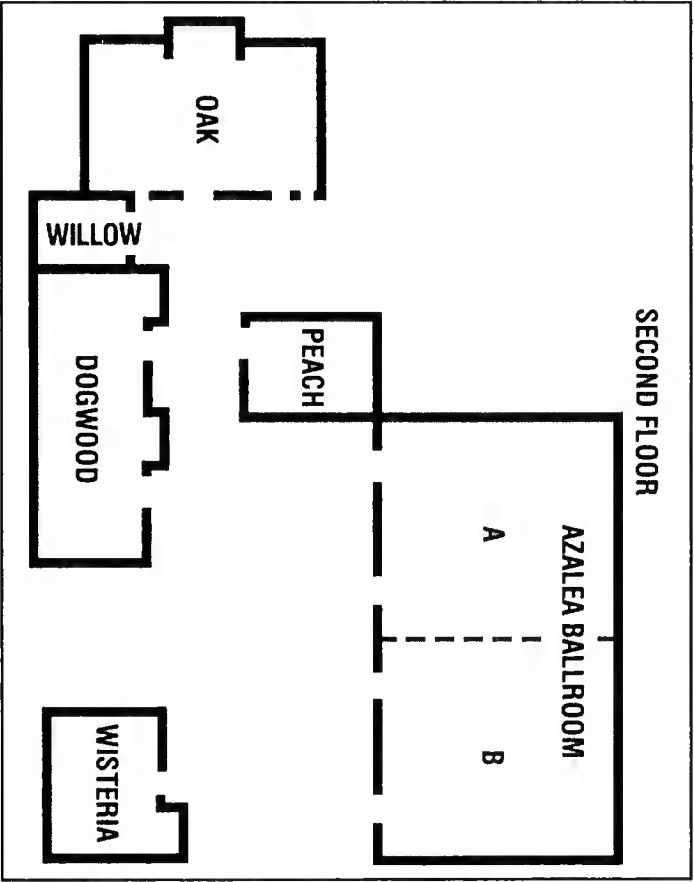 SECOND FLOOR
AZALEA BALLROOM
A
B
PEACH
OAK
WILLOW
DOGWOOD
WISTERIA